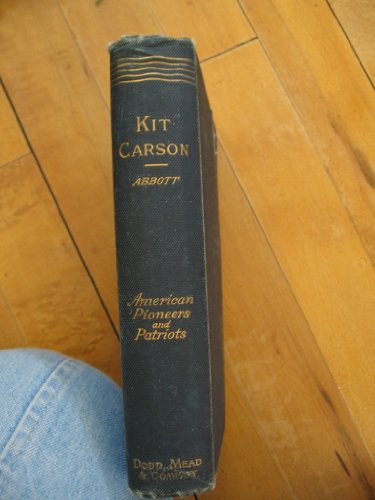 KIT
CARSON
ABBOTT
American
Pioneers
and
Patriots
DODD, MEAD
& COMPANY